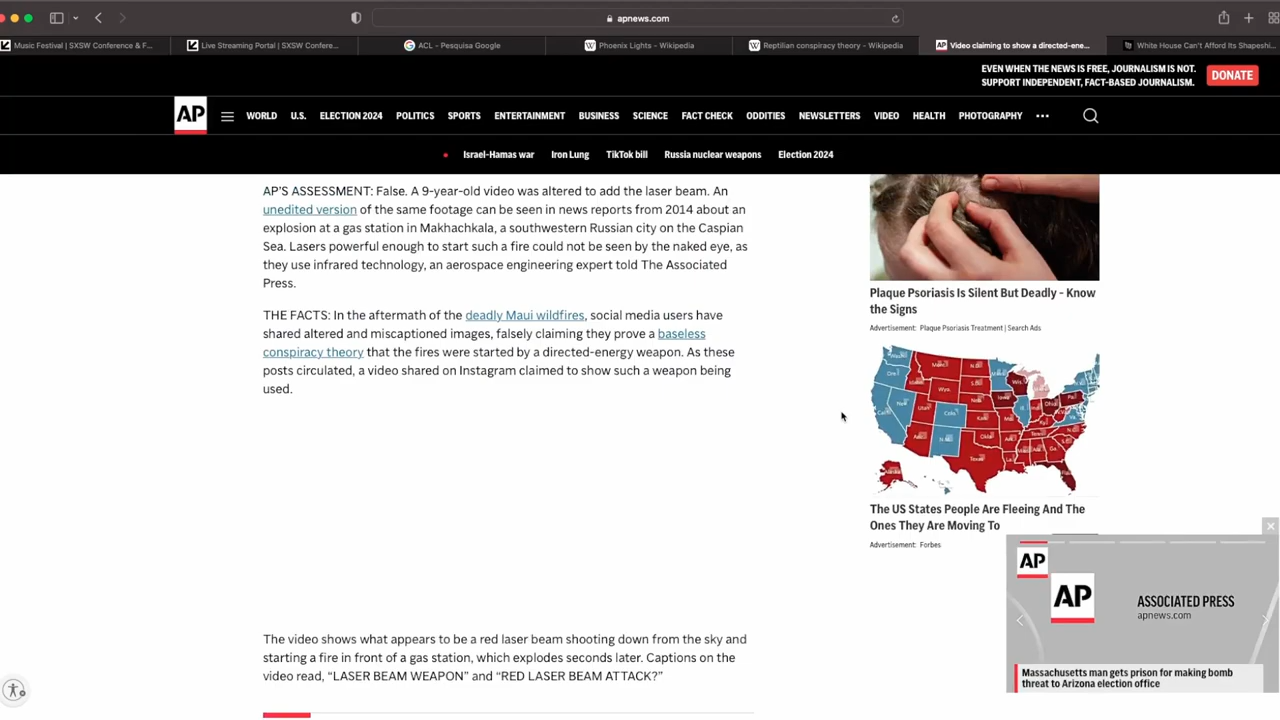 apnews.com
Music Festival | SXSW Conference & F...
Live Streaming Portal | SXSW Confere...
ACL - Pesquisa Google
Phoenix Lights - Wikipedia
Reptilian conspiracy theory - Wikipedia
Video claiming to show a directed-ene...
White House Can't Afford Its Shapeshi...
EVEN WHEN THE NEWS IS FREE, JOURNALISM IS NOT.
SUPPORT INDEPENDENT, FACT-BASED JOURNALISM.
DONATE
AP
WORLD U.S. ELECTION 2024 POLITICS SPORTS ENTERTAINMENT BUSINESS SCIENCE FACT CHECK ODDITIES NEWSLETTERS VIDEO HEALTH PHOTOGRAPHY
Israel-Hamas war Iron Lung TikTok bill Russia nuclear weapons Election 2024
AP'S ASSESSMENT: False. A 9-year-old video was altered to add the laser beam. An
unedited version of the same footage can be seen in news reports from 2014 about an
explosion at a gas station in Makhachkala, a southwestern Russian city on the Caspian
Sea. Lasers powerful enough to start such a fire could not be seen by the naked eye, as
they use infrared technology, an aerospace engineering expert told The Associated
Press.
THE FACTS: In the aftermath of the deadly Maui wildfires, social media users have
shared altered and miscaptioned images, falsely claiming they prove a baseless
conspiracy theory that the fires were started by a directed-energy weapon. As these
posts circulated, a video shared on Instagram claimed to show such a weapon being
used.
The video shows what appears to be a red laser beam shooting down from the sky and
starting a fire in front of a gas station, which explodes seconds later. Captions on the
video read, "LASER BEAM WEAPON" and "RED LASER BEAM ATTACK?"
Plaque Psoriasis Is Silent But Deadly - Know
the Signs
Advertisement: Plaque Psoriasis Treatment | Search Ads
The US States People Are Fleeing And The
Ones They Are Moving To
Advertisement: Forbes
AP
AP
ASSOCIATED PRESS
apnews.com
Massachusetts man gets prison for making bomb
threat to Arizona election office